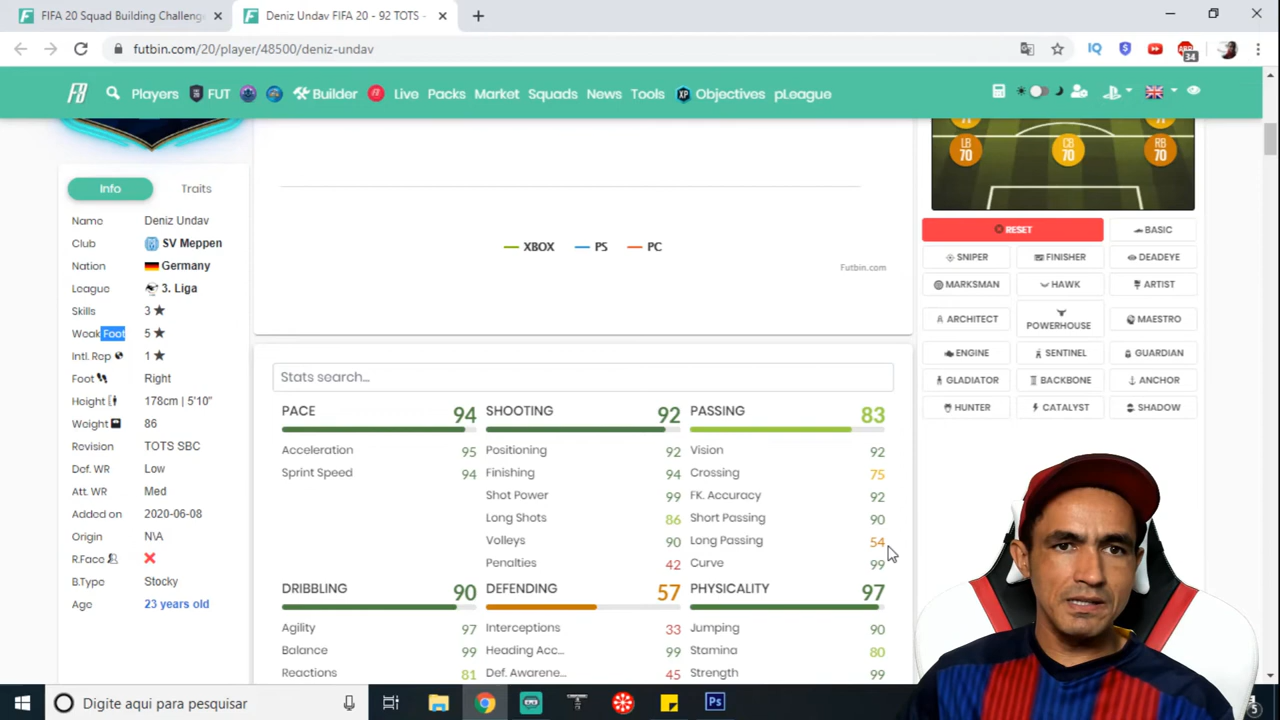 FIFA 20 Squad Building Challenge
Deniz Undav FIFA 20 - 92 TOTS -
futbin.com/20/player/48500/deniz-undav
34
Players FUT Builder Live Packs Market Squads News Tools XP Objectives pLeague
Info Traits
Name Deniz Undav
Club SV Meppen
Nation Germany
League 3. Liga
Skills 3
Weak Foot 5
Intl. Rep 1
Foot Right
Height 178cm | 5'10"
Weight 86
Revision TOTS SBC
Def. WR Low
Att. WR Med
Added on 2020-06-08
Origin N\A
R.Face
B.Type Stocky
Age 23 years old
XBOX PS PC
Futbin.com
Stats search...
PACE 94
Acceleration 95
Sprint Speed 94
SHOOTING 92
Positioning 92
Finishing 94
Shot Power 99
Long Shots 86
Volleys 90
Penalties 42
PASSING 83
Vision 92
Crossing 75
FK. Accuracy 92
Short Passing 90
Long Passing 54
Curve 99
DRIBBLING 90
Agility 97
Balance 99
Reactions 81
DEFENDING 57
Interceptions 33
Heading Acc... 99
Def. Awarene... 45
PHYSICALITY 97
Jumping 90
Stamina 80
Strength 99
LB
70
CB
70
RB
70
RESET BASIC
SNIPER FINISHER DEADEYE
MARKSMAN HAWK ARTIST
ARCHITECT POWERHOUSE MAESTRO
ENGINE SENTINEL GUARDIAN
GLADIATOR BACKBONE ANCHOR
HUNTER CATALYST SHADOW
Digite aqui para pesquisar
Ps
5